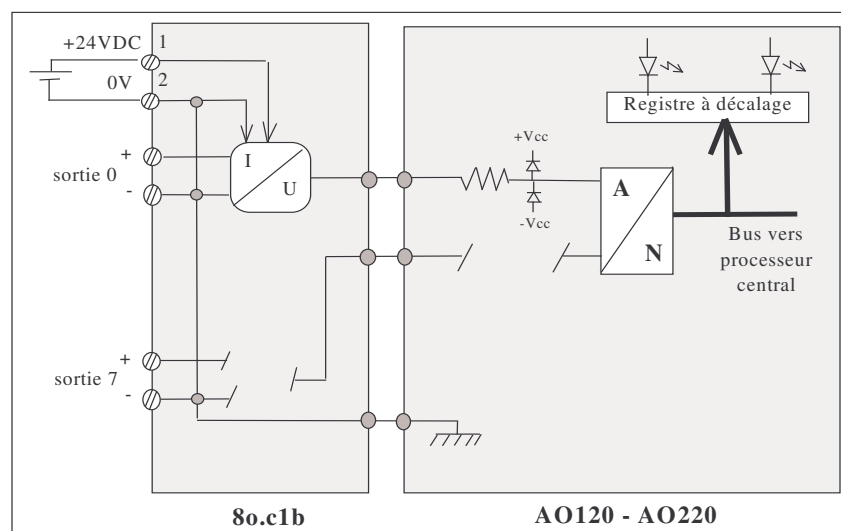 +24VDC
1
0V
2
+
sortie 0
-
I
U
+
sortie 7
-
8o.c1b
Registre à décalage
+Vcc
-Vcc
A
N
Bus vers
processeur
central
AO120 - AO220